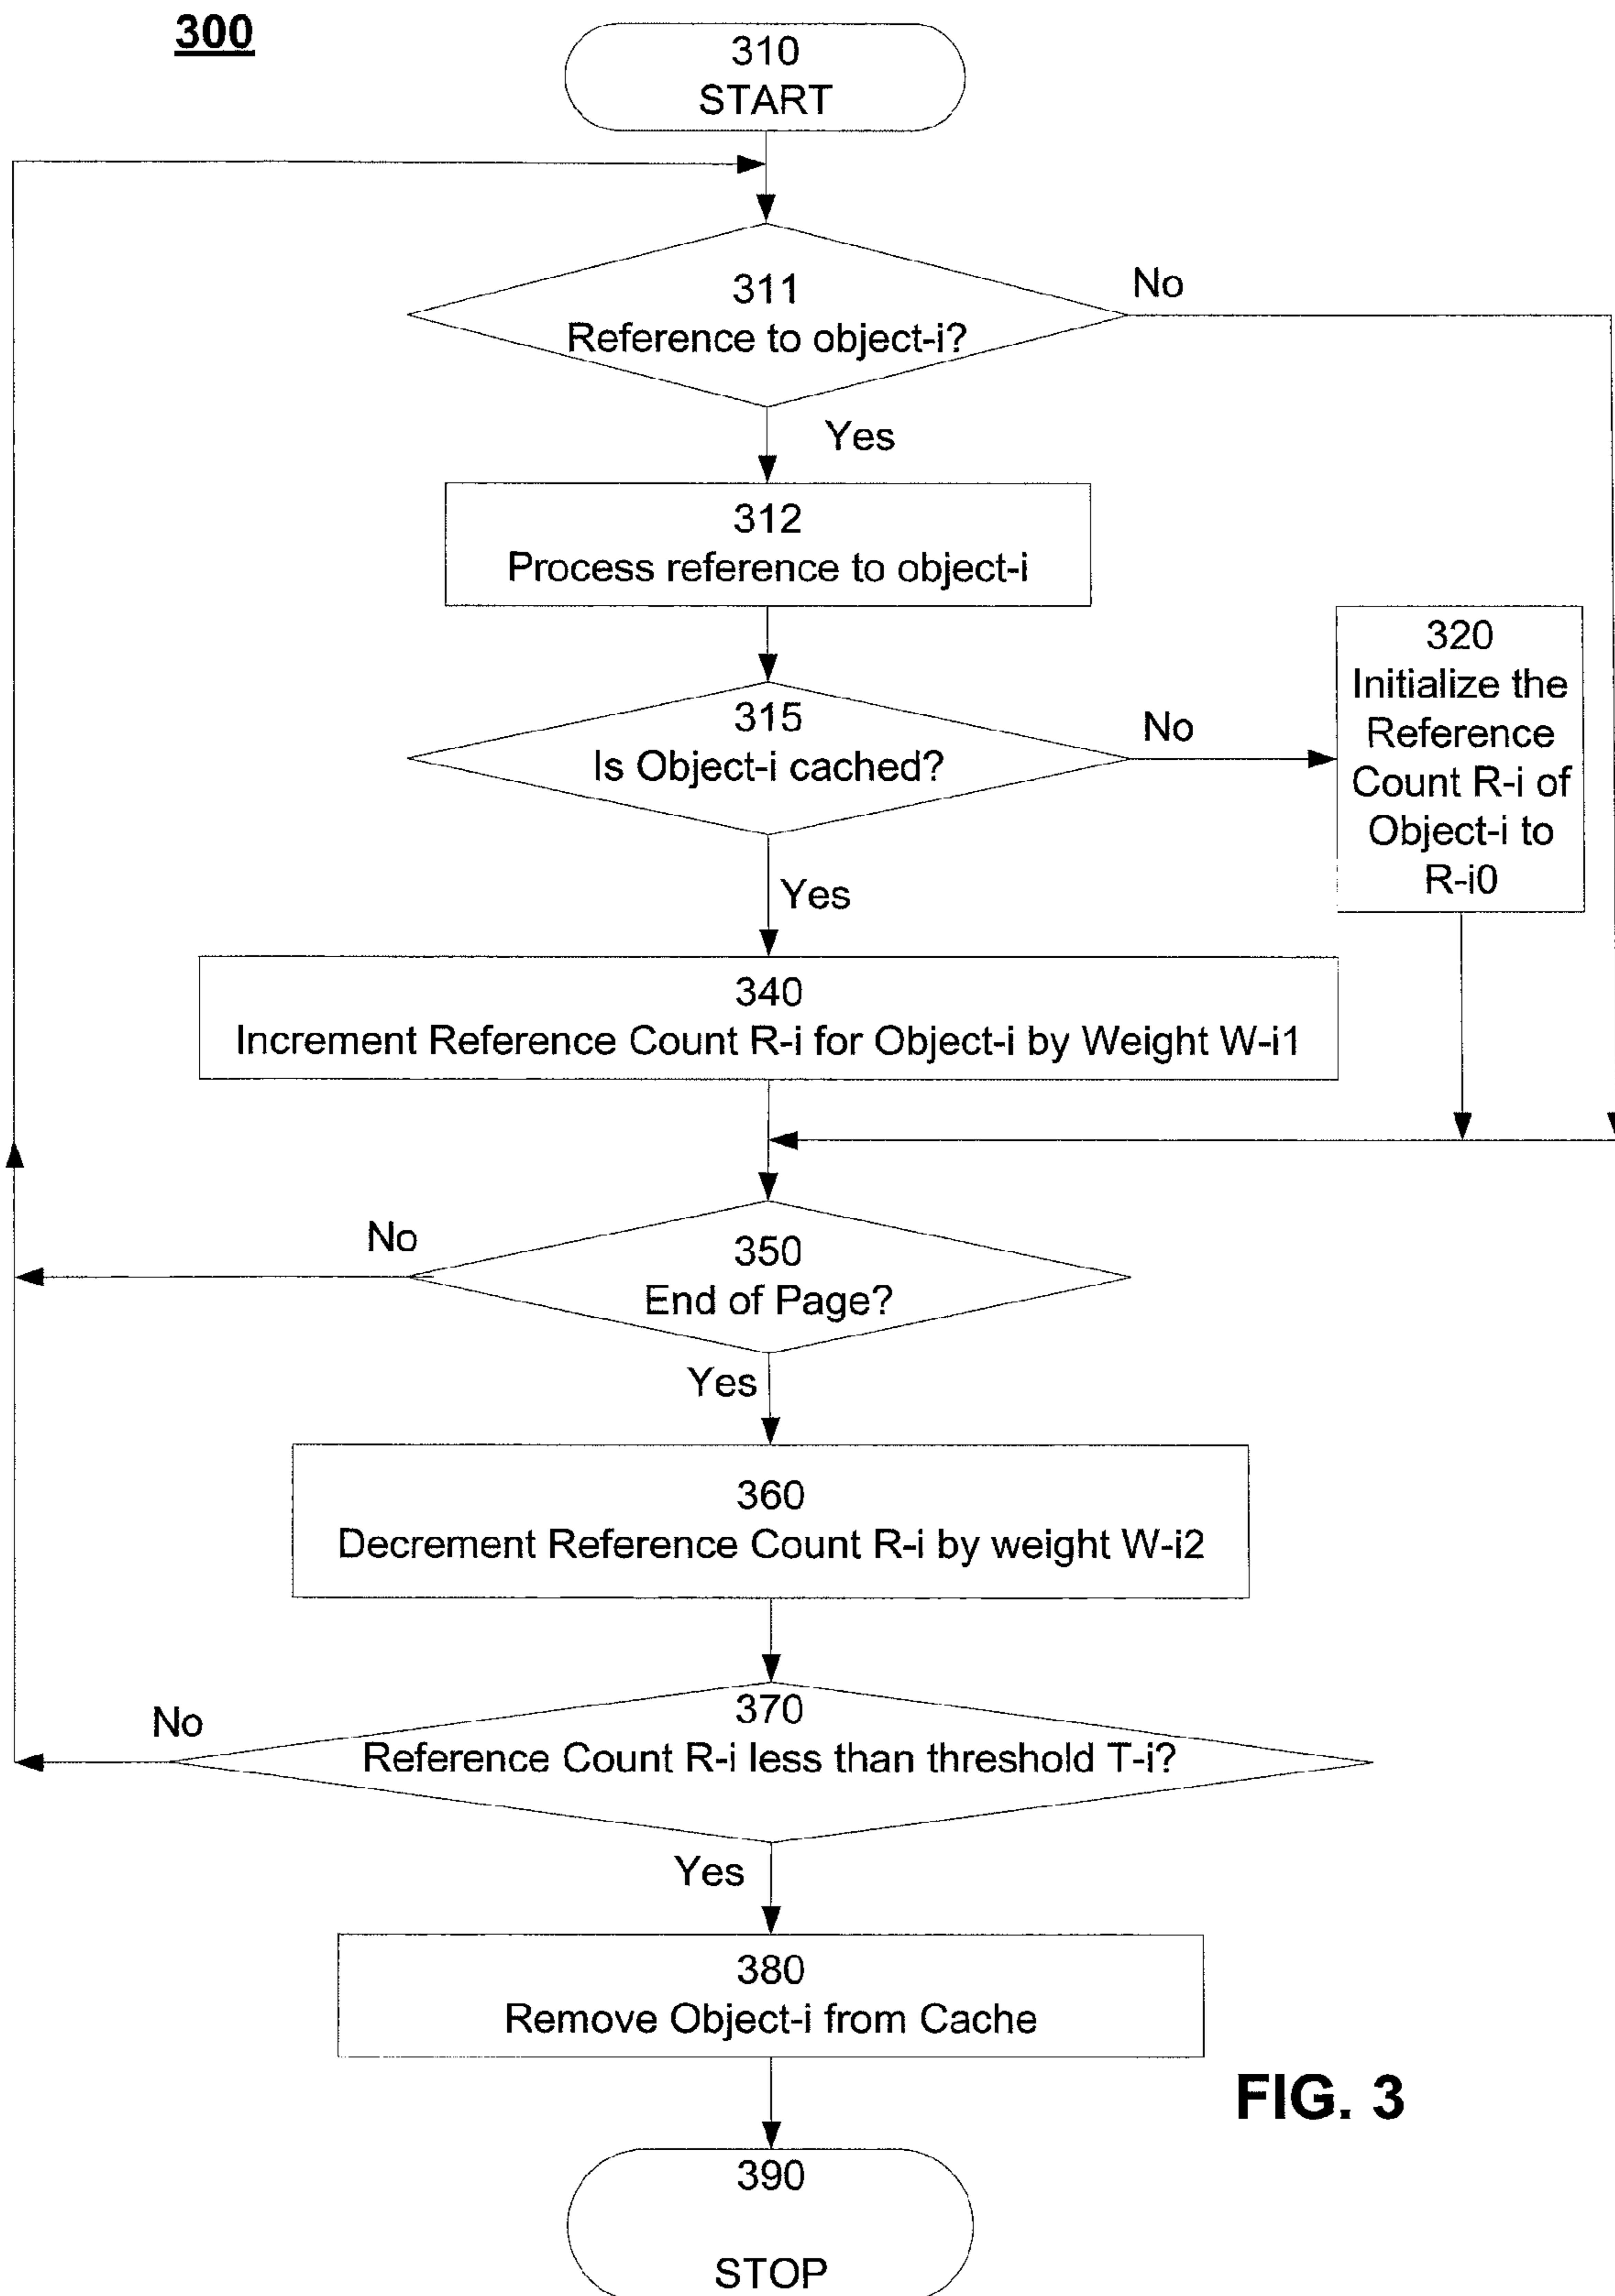 300
310
START
311
Reference to object-i?
No
Yes
312
Process reference to object-i
315
Is Object-i cached?
No
320
Initialize the
Reference
Count R-i of
Object-i to
R-i0
Yes
340
Increment Reference Count R-i for Object-i by Weight W-i1
350
End of Page?
No
Yes
360
Decrement Reference Count R-i by weight W-i2
370
Reference Count R-i less than threshold T-i?
No
Yes
380
Remove Object-i from Cache
FIG. 3
390
STOP